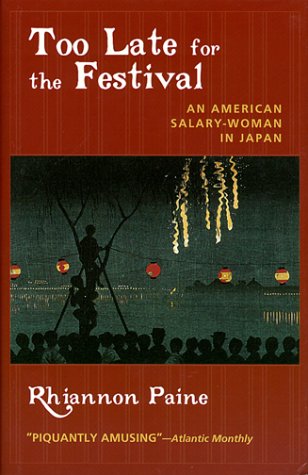 Too Late for
the Festival
AN AMERICAN
SALARY-WOMAN
IN JAPAN
Rhiannon Paine
"PIQUANTLY AMUSING"—Atlantic Monthly